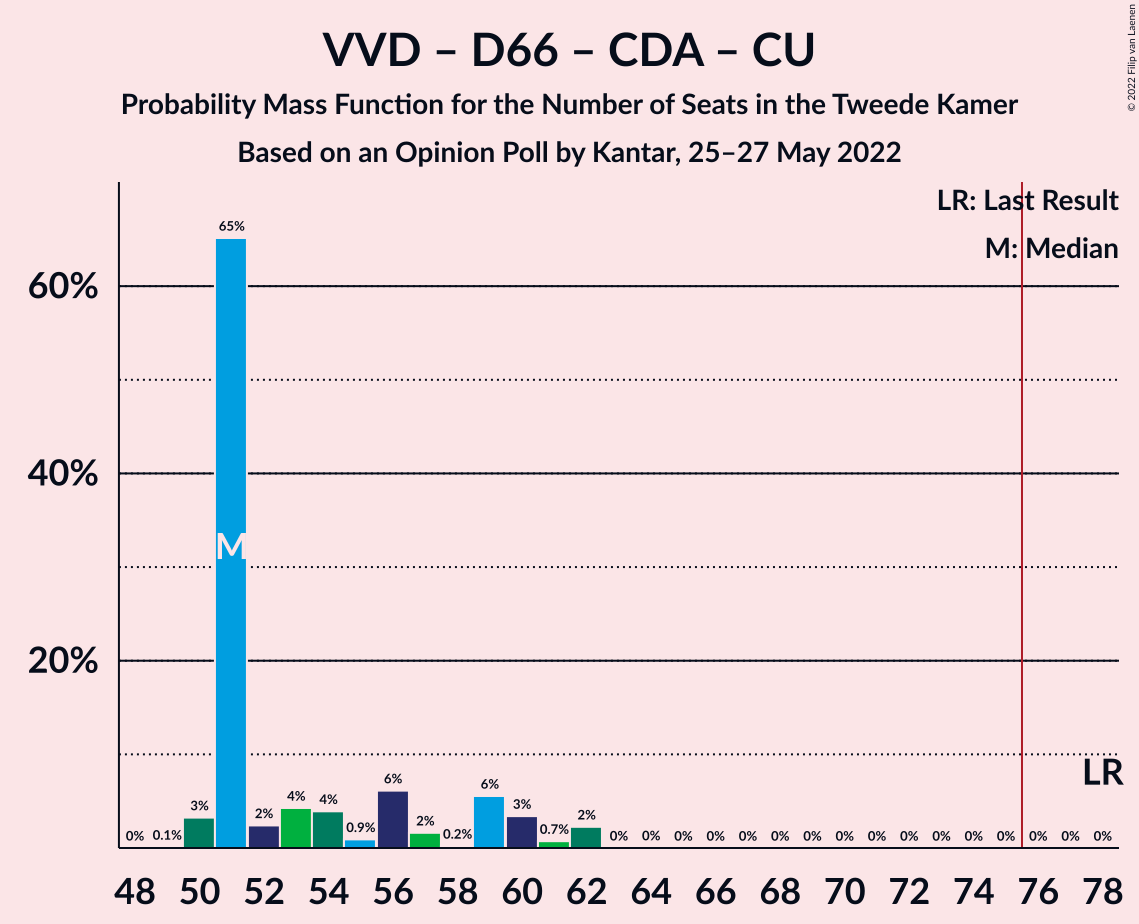 VVD – D66 – CDA – CU
Probability Mass Function for the Number of Seats in the Tweede Kamer
Based on an Opinion Poll by Kantar, 25–27 May 2022
© 2022 Filip van Laenen
LR: Last Result
M: Median
60%
40%
20%
65%
M
LR
0% 0.1% 3% 2% 4% 4% 0.9% 6% 2% 0.2% 6% 3% 0.7% 2% 0% 0% 0% 0% 0% 0% 0% 0% 0% 0% 0% 0% 0% 0% 0% 0%
48 50 52 54 56 58 60 62 64 66 68 70 72 74 76 78